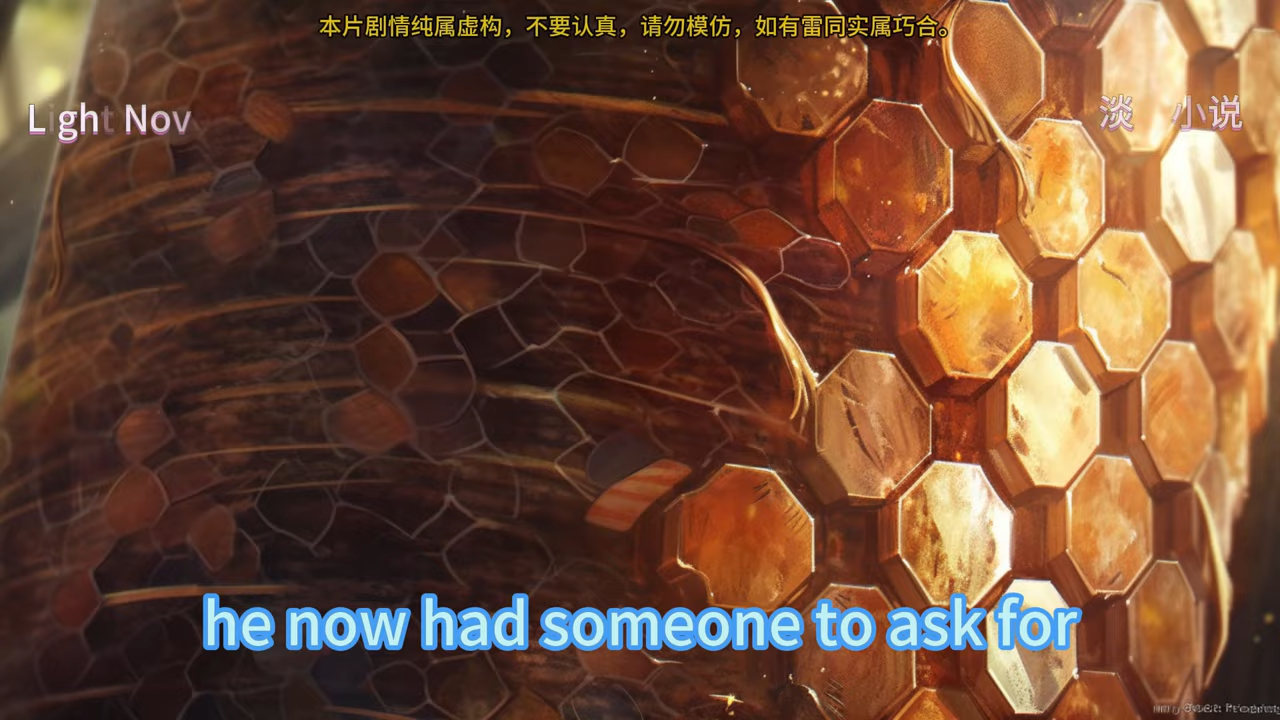 本片剧情纯属虚构，不要认真，请勿模仿，如有雷同实属巧合。
Light Nov
淡 小说
he now had someone to ask for